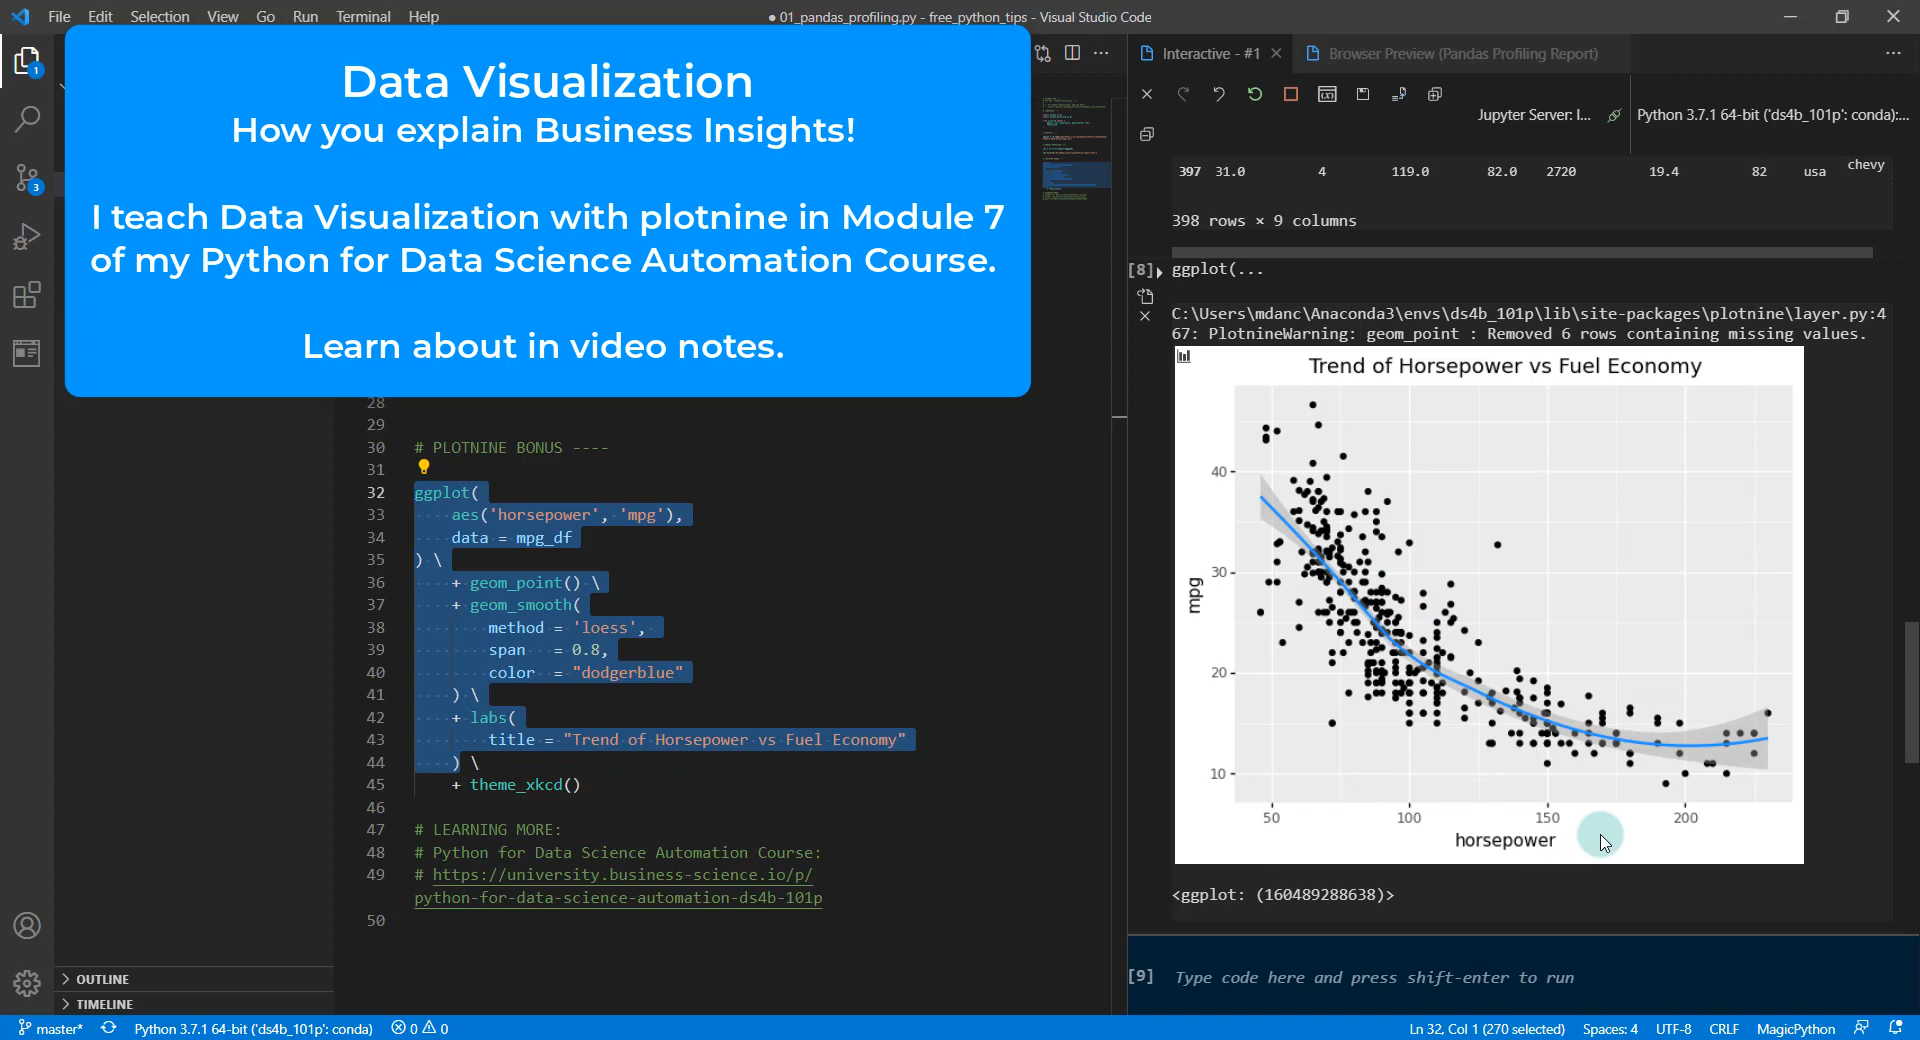 File Edit Selection View Go Run Terminal Help
● 01_pandas_profiling.py - free_python_tips - Visual Studio Code
Data Visualization
How you explain Business Insights!
I teach Data Visualization with plotnine in Module 7
of my Python for Data Science Automation Course.
Learn about in video notes.
1
3
28
29
30 # PLOTNINE BONUS ----
31
32 ggplot(
33 aes('horsepower', 'mpg'),
34 data = mpg_df
35 ) \
36 + geom_point() \
37 + geom_smooth(
38 method = 'loess',
39 span = 0.8,
40 color = "dodgerblue"
41 ) \
42 + labs(
43 title = "Trend of Horsepower vs Fuel Economy"
44 ) \
45 + theme_xkcd()
46
47 # LEARNING MORE:
48 # Python for Data Science Automation Course:
49 # https://university.business-science.io/p/
python-for-data-science-automation-ds4b-101p
50
OUTLINE
TIMELINE
Interactive - #1
Browser Preview (Pandas Profiling Report)
Jupyter Server: l...
Python 3.7.1 64-bit ('ds4b_101p': conda):...
397 31.0 4 119.0 82.0 2720 19.4 82 usa chevy
398 rows × 9 columns
[8] ggplot(...
C:\Users\mdanc\Anaconda3\envs\ds4b_101p\lib\site-packages\plotnine\layer.py:4
67: PlotnineWarning: geom_point : Removed 6 rows containing missing values.
Trend of Horsepower vs Fuel Economy
40
30
20
10
mpg
50 100 150 200
horsepower
<ggplot: (160489288638)>
[9] Type code here and press shift-enter to run
master* Python 3.7.1 64-bit ('ds4b_101p': conda) 0 0
Ln 32, Col 1 (270 selected) Spaces: 4 UTF-8 CRLF MagicPython